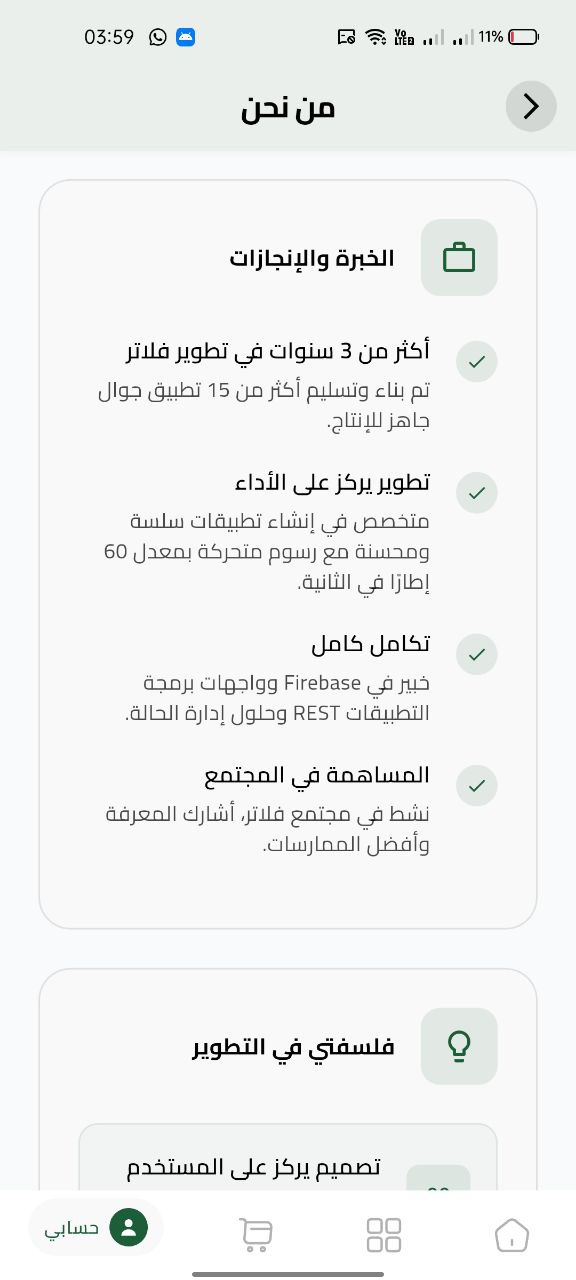 03:59
11%
من نحن
الخبرة والإنجازات
أكثر من 3 سنوات في تطوير فلاتر
تم بناء وتسليم أكثر من 15 تطبيق جوال
جاهز للإنتاج.
تطوير يركز على الأداء
متخصص في إنشاء تطبيقات سلسة
ومحسنة مع رسوم متحركة بمعدل 60
إطارًا في الثانية.
تكامل كامل
خبير في Firebase وواجهات برمجة
التطبيقات REST وحلول إدارة الحالة.
المساهمة في المجتمع
نشط في مجتمع فلاتر، أشارك المعرفة
وأفضل الممارسات.
فلسفتي في التطوير
تصميم يركز على المستخدم
حسابي